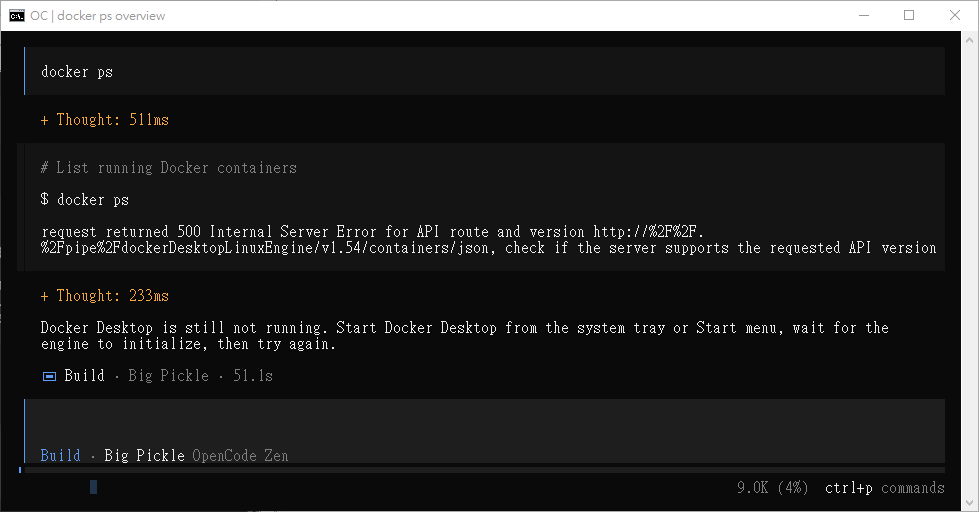 OC | docker ps overview
docker ps
+ Thought: 511ms
# List running Docker containers
$ docker ps
request returned 500 Internal Server Error for API route and version http://%2F%2F.
%2Fpipe%2FdockerDesktopLinuxEngine/v1.54/containers/json, check if the server supports the requested API version
+ Thought: 233ms
Docker Desktop is still not running. Start Docker Desktop from the system tray or Start menu, wait for the
engine to initialize, then try again.
Build · Big Pickle · 51.1s
Build · Big Pickle OpenCode Zen
9.0K (4%) ctrl+p commands